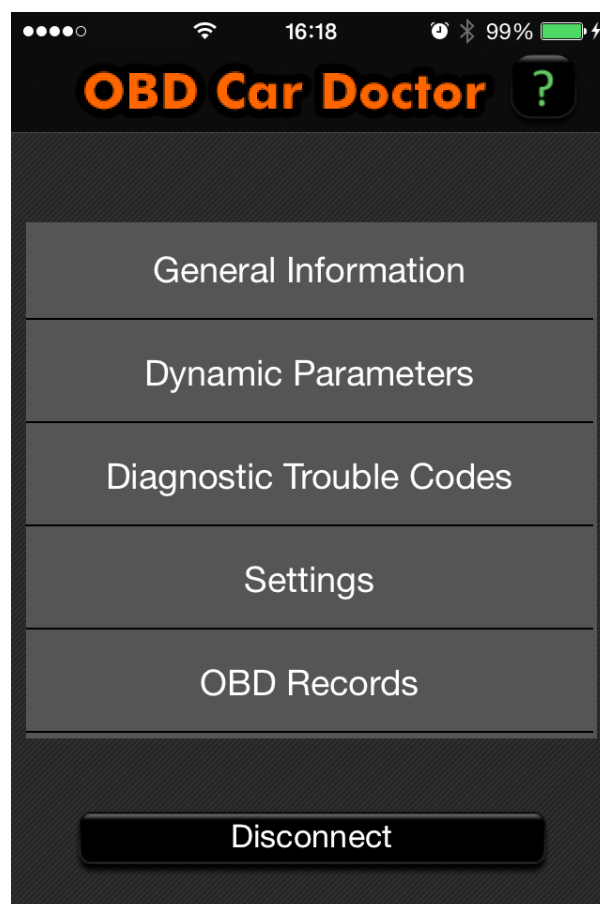 16:18 99%
OBD Car Doctor ?
General Information
Dynamic Parameters
Diagnostic Trouble Codes
Settings
OBD Records
Disconnect